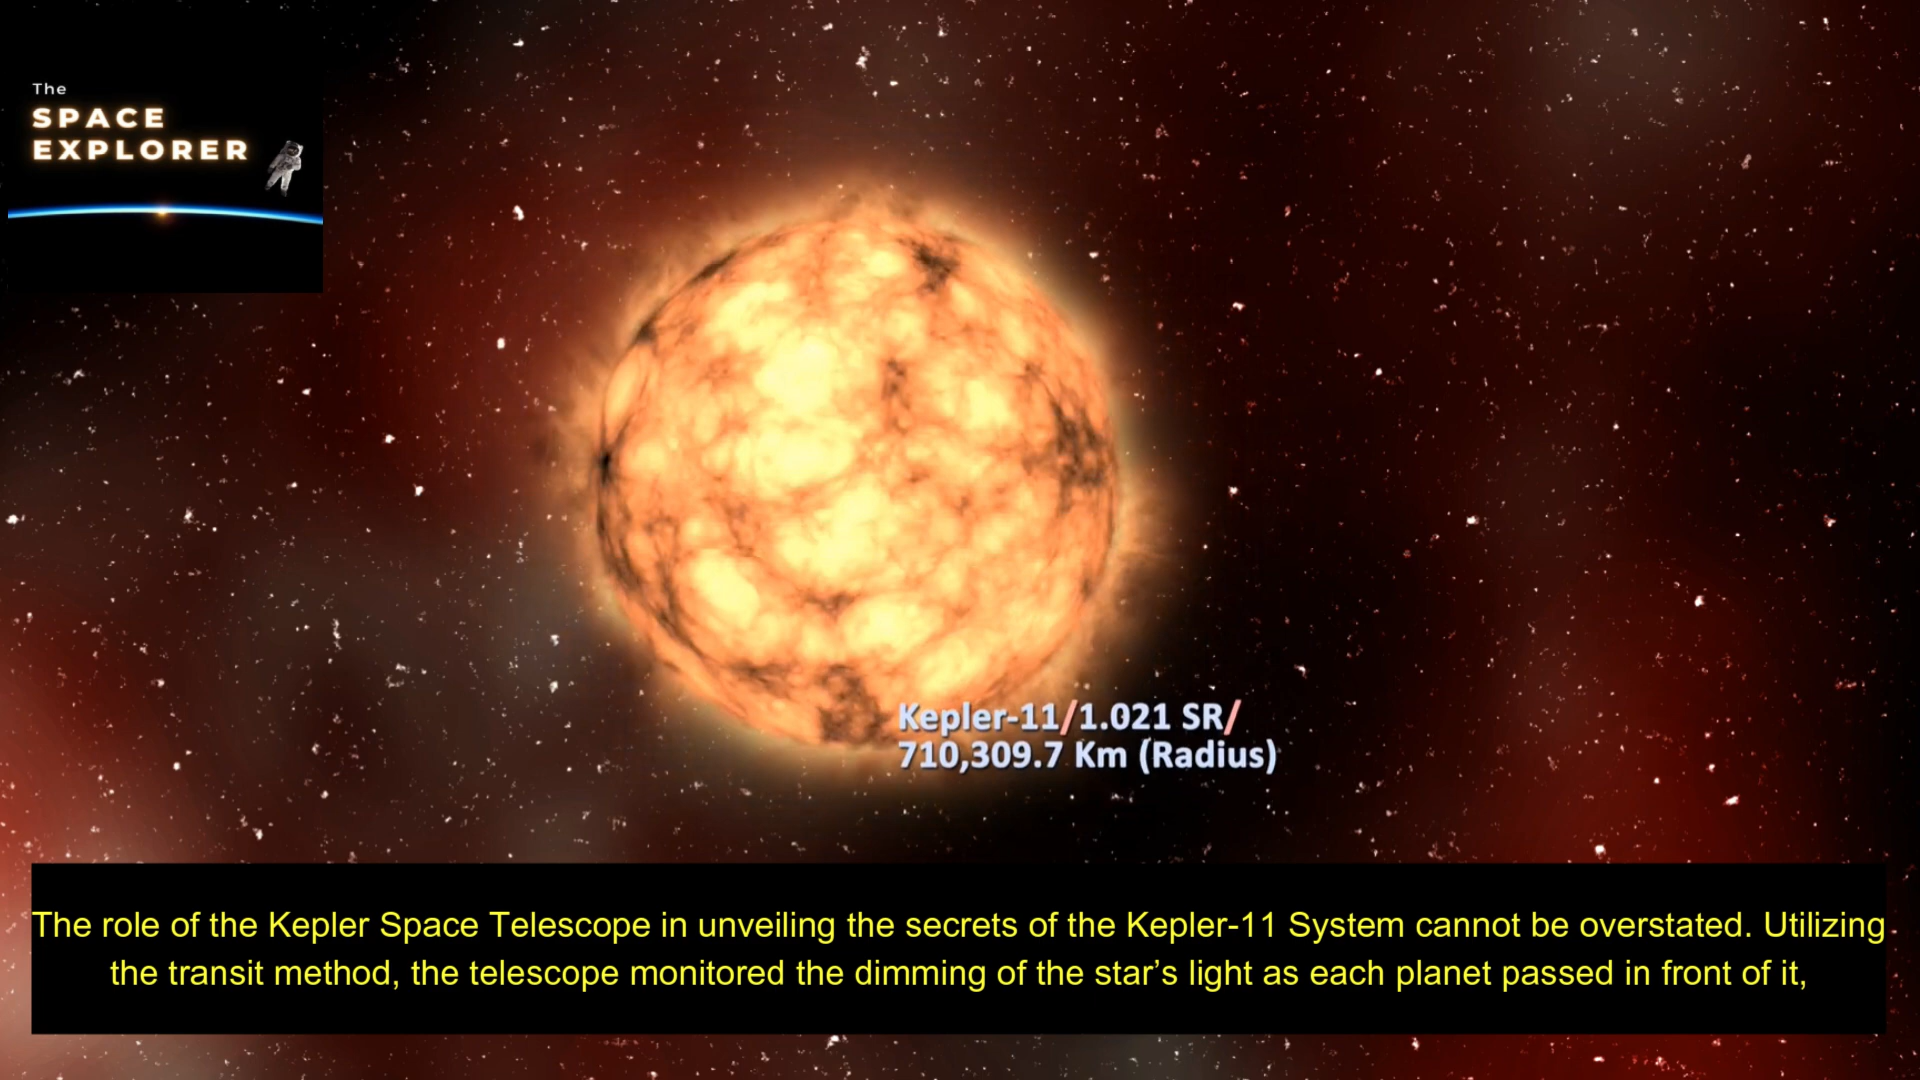 The
SPACE
EXPLORER
Kepler-11/1.021 SR/
710,309.7 Km (Radius)
The role of the Kepler Space Telescope in unveiling the secrets of the Kepler-11 System cannot be overstated. Utilizing
the transit method, the telescope monitored the dimming of the star’s light as each planet passed in front of it,